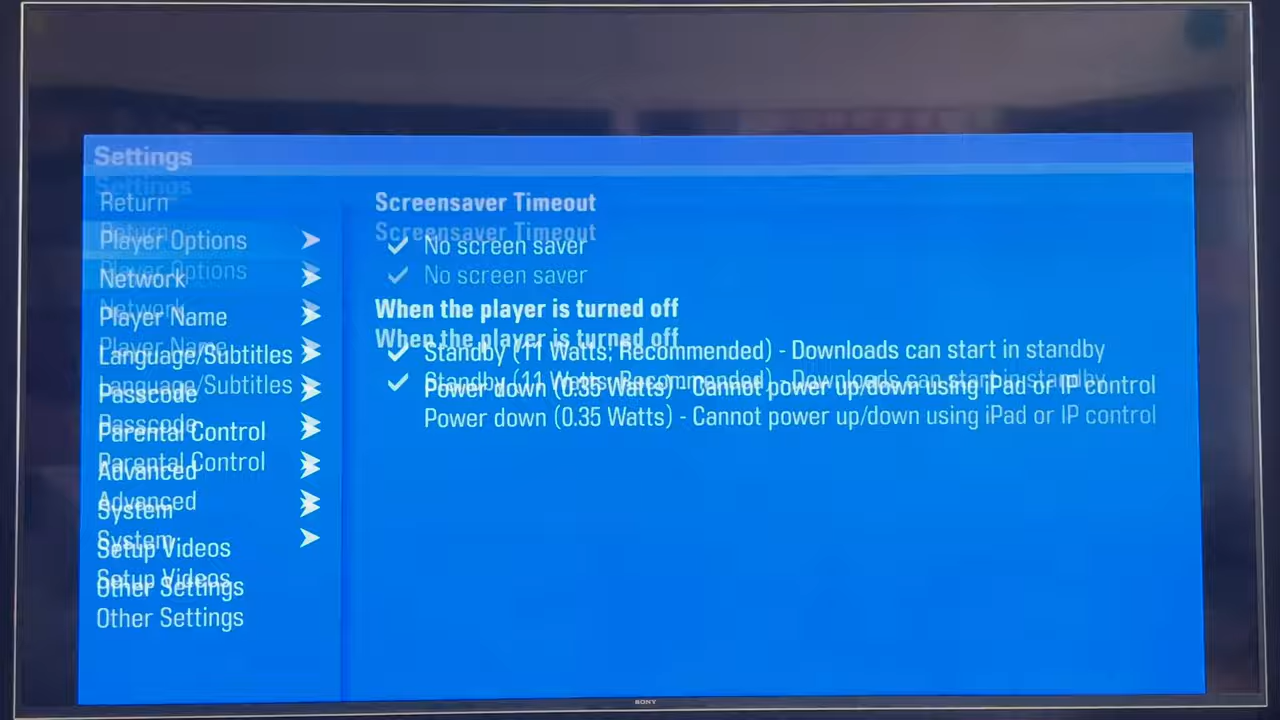 Settings
Return
Player Options
Network
Player Name
Language/Subtitles
Passcode
Parental Control
Advanced
System
Setup Videos
Other Settings
Screensaver Timeout
No screen saver
When the player is turned off
Standby (11 Watts; Recommended) - Downloads can start in standby
Power down (0.35 Watts) - Cannot power up/down using iPad or IP control
SONY